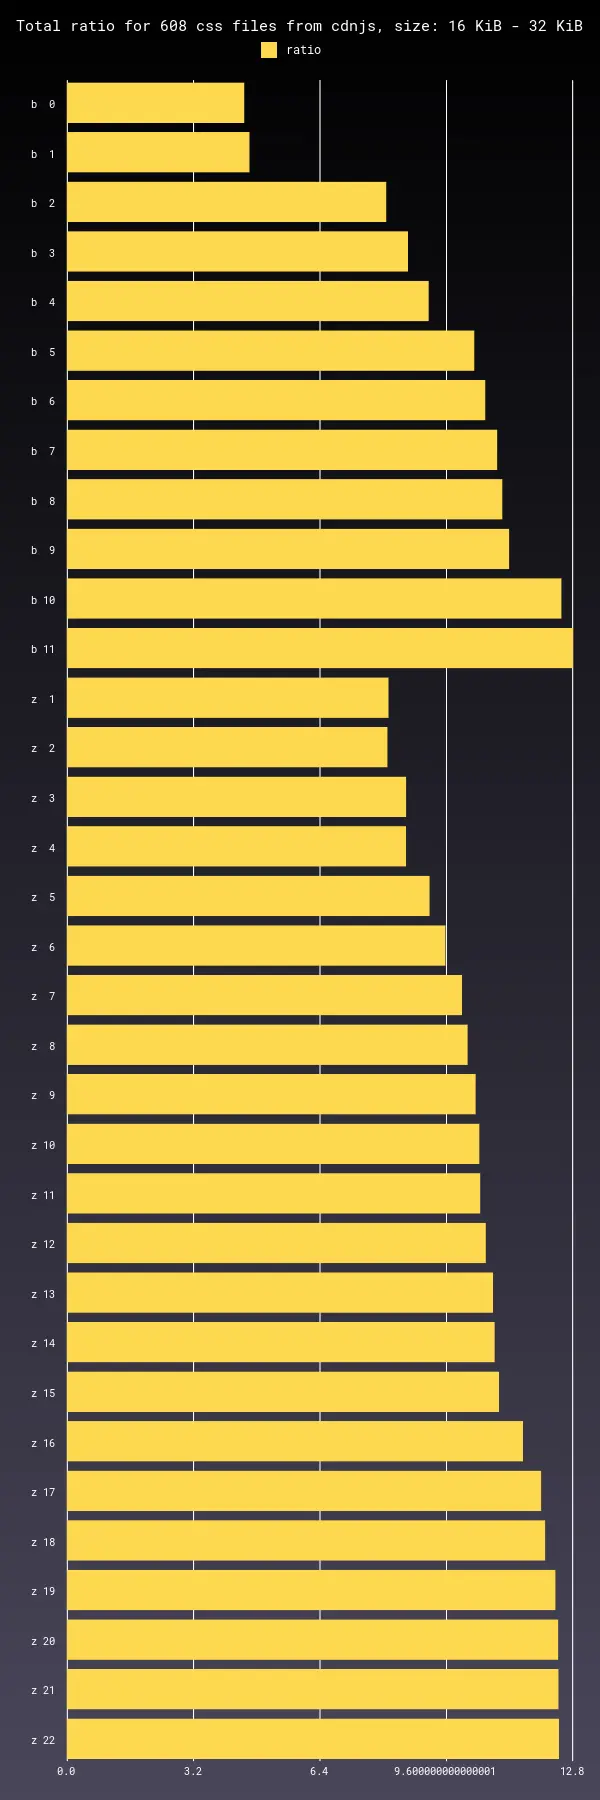 Total ratio for 608 css files from cdnjs, size: 16 KiB - 32 KiB
ratio
b  0
b  1
b  2
b  3
b  4
b  5
b  6
b  7
b  8
b  9
b 10
b 11
z  1
z  2
z  3
z  4
z  5
z  6
z  7
z  8
z  9
z 10
z 11
z 12
z 13
z 14
z 15
z 16
z 17
z 18
z 19
z 20
z 21
z 22
0.0 3.2 6.4 9.600000000000001 12.8